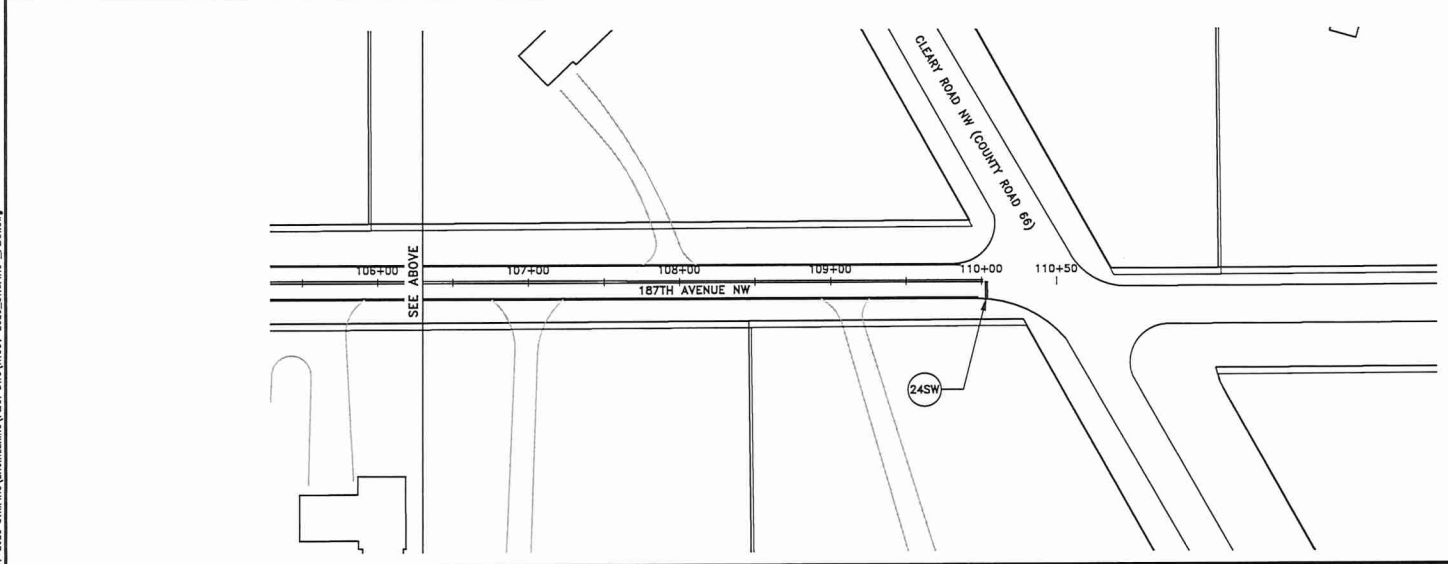 CLEARY ROAD NW (COUNTY ROAD 66)
SEE ABOVE
106+00 107+00 108+00 109+00 110+00 110+50
187TH AVENUE NW
24SW